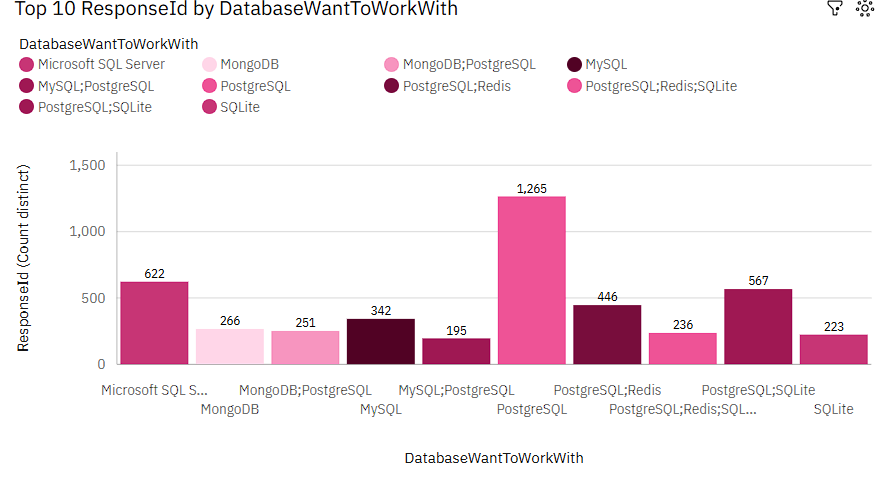 Top 10 ResponseId by DatabaseWantToWorkWith
DatabaseWantToWorkWith
Microsoft SQL Server
MongoDB
MongoDB;PostgreSQL
MySQL
MySQL;PostgreSQL
PostgreSQL
PostgreSQL;Redis
PostgreSQL;Redis;SQLite
PostgreSQL;SQLite
SQLite
ResponseId (Count distinct)
1,500
1,000
500
0
622
266
251
342
195
1,265
446
236
567
223
Microsoft SQL S...
MongoDB
MongoDB;PostgreSQL
MySQL
MySQL;PostgreSQL
PostgreSQL
PostgreSQL;Redis
PostgreSQL;Redis;SQL...
PostgreSQL;SQLite
SQLite
DatabaseWantToWorkWith